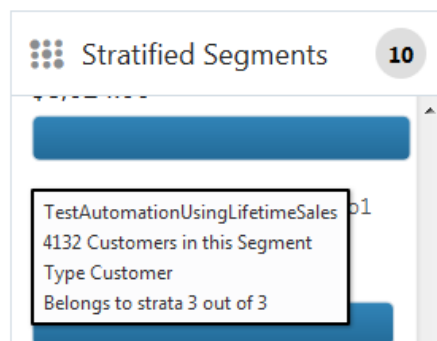 Stratified Segments 10
TestAutomationUsingLifetimeSales
4132 Customers in this Segment
Type Customer
Belongs to strata 3 out of 3